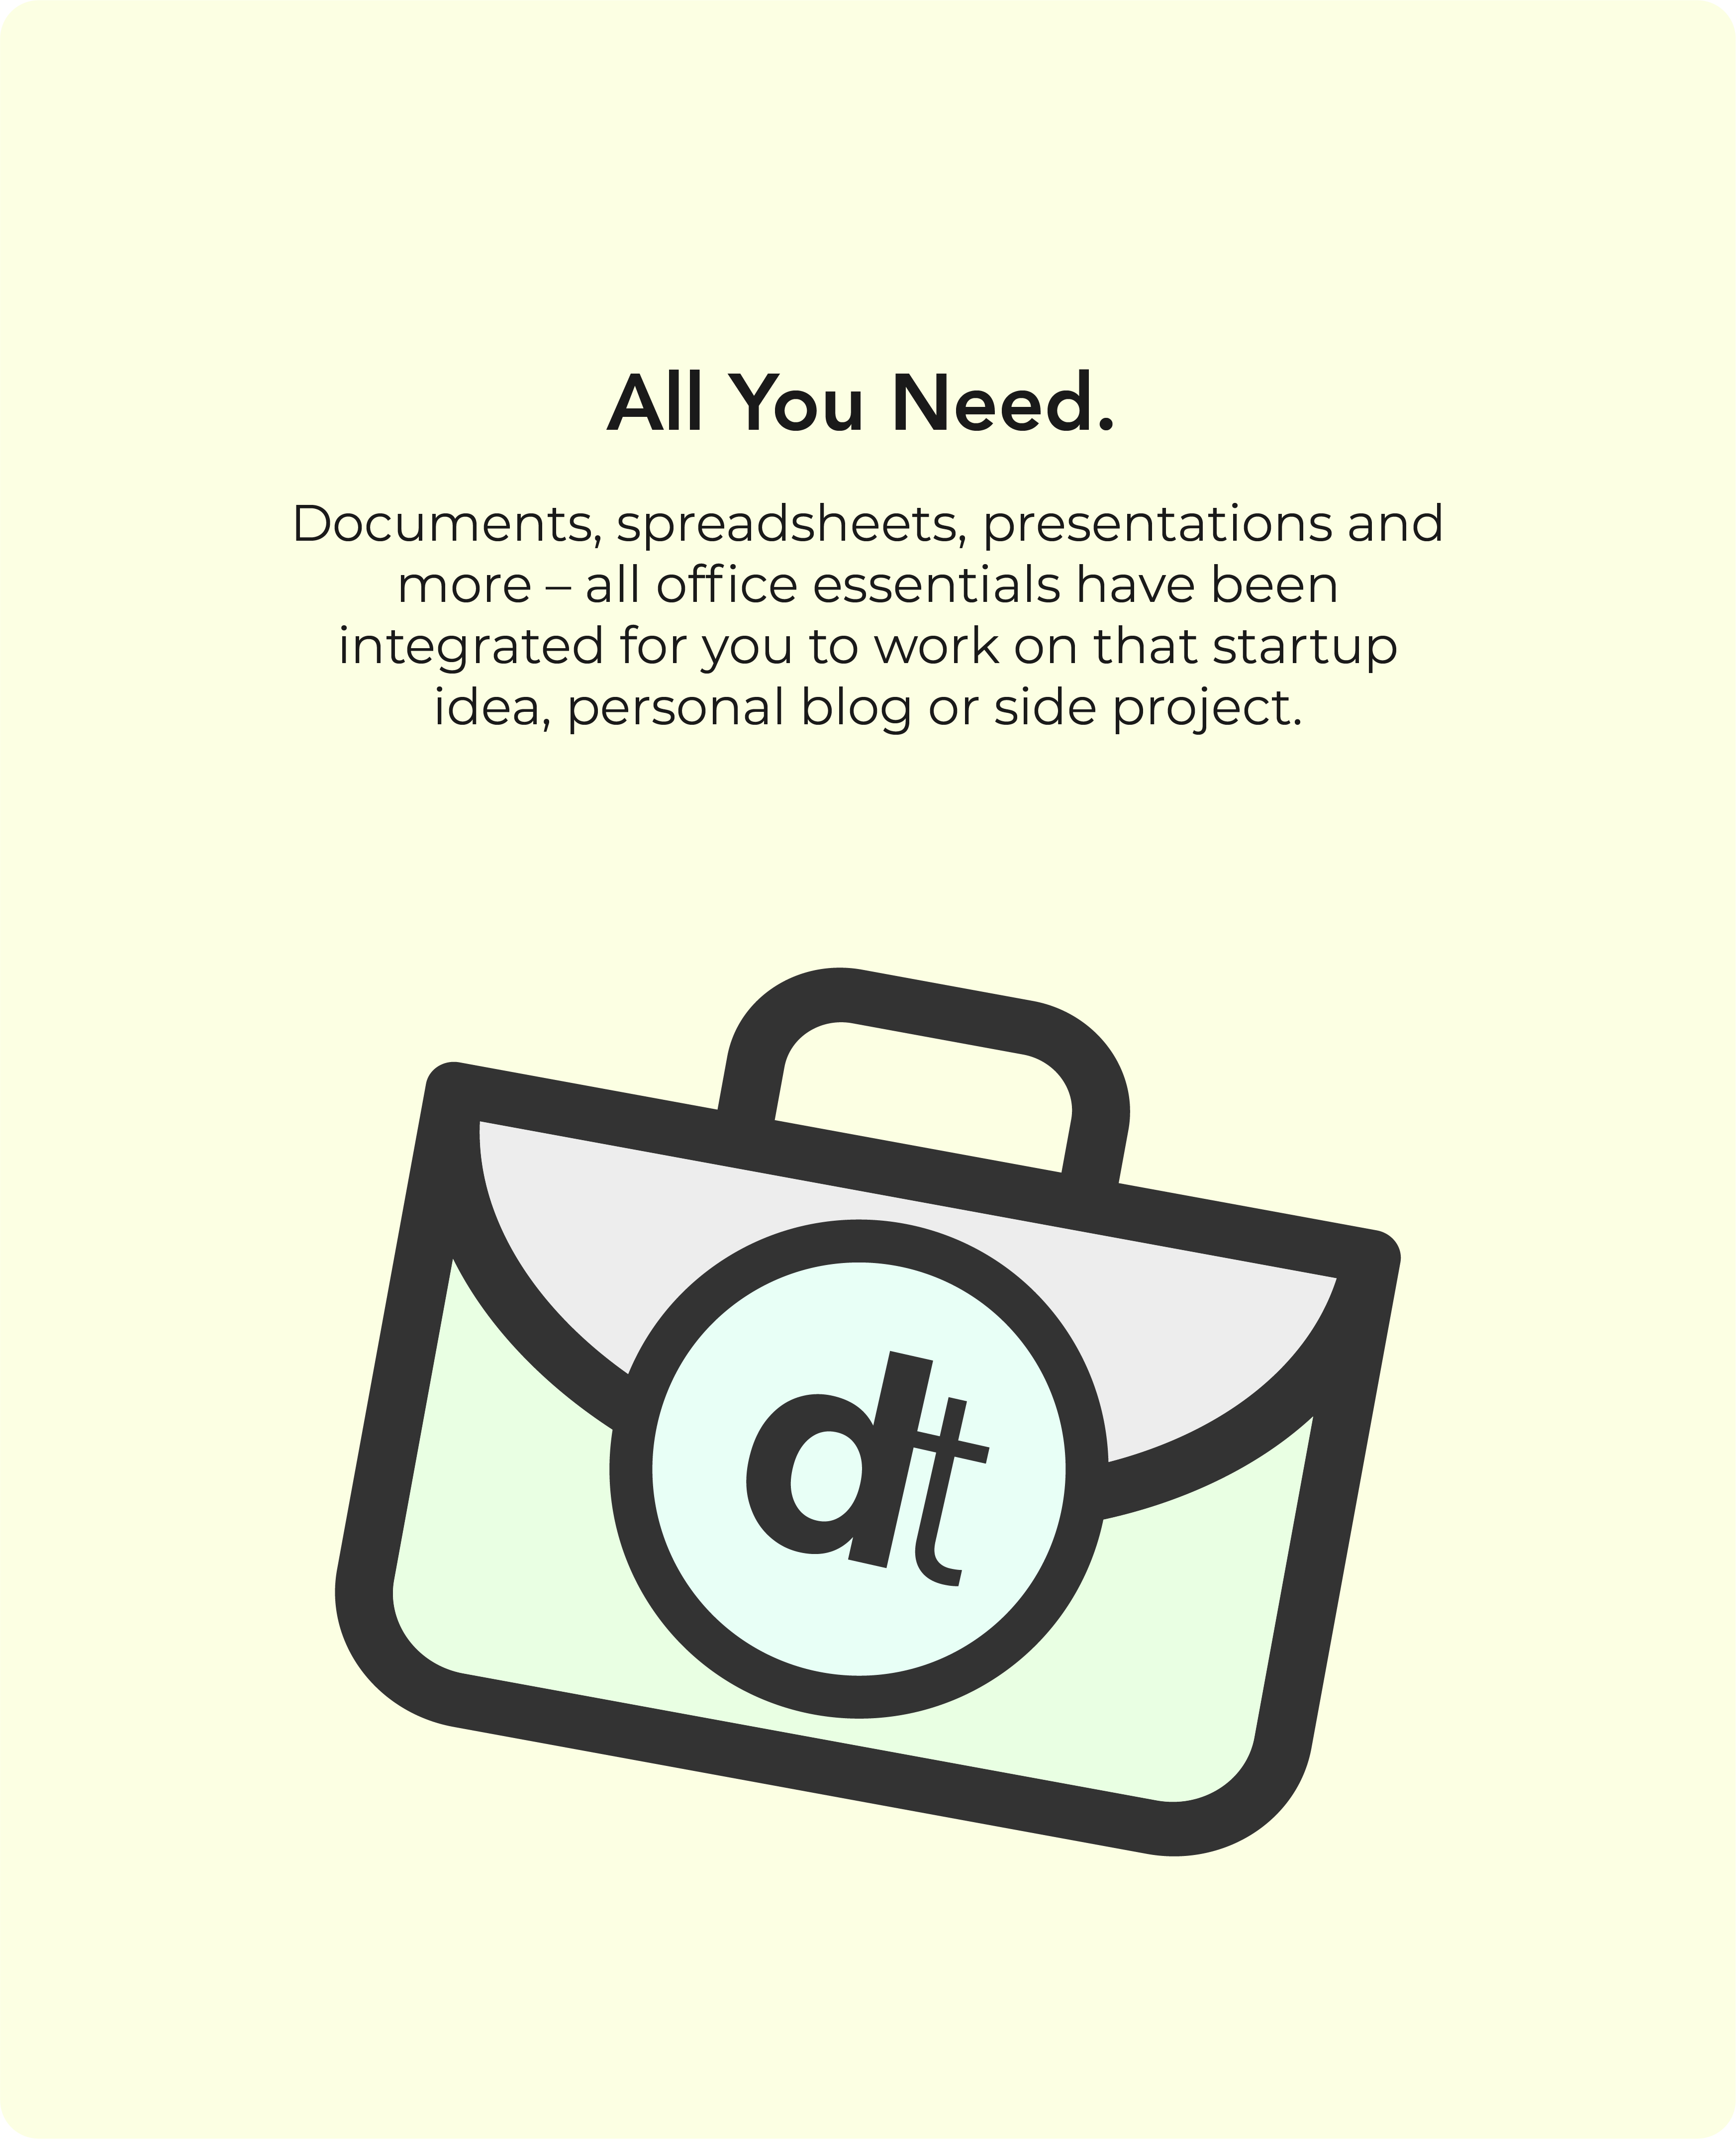 All You Need.
Documents, spreadsheets, presentations and
more – all office essentials have been
integrated for you to work on that startup
idea, personal blog or side project.
dt